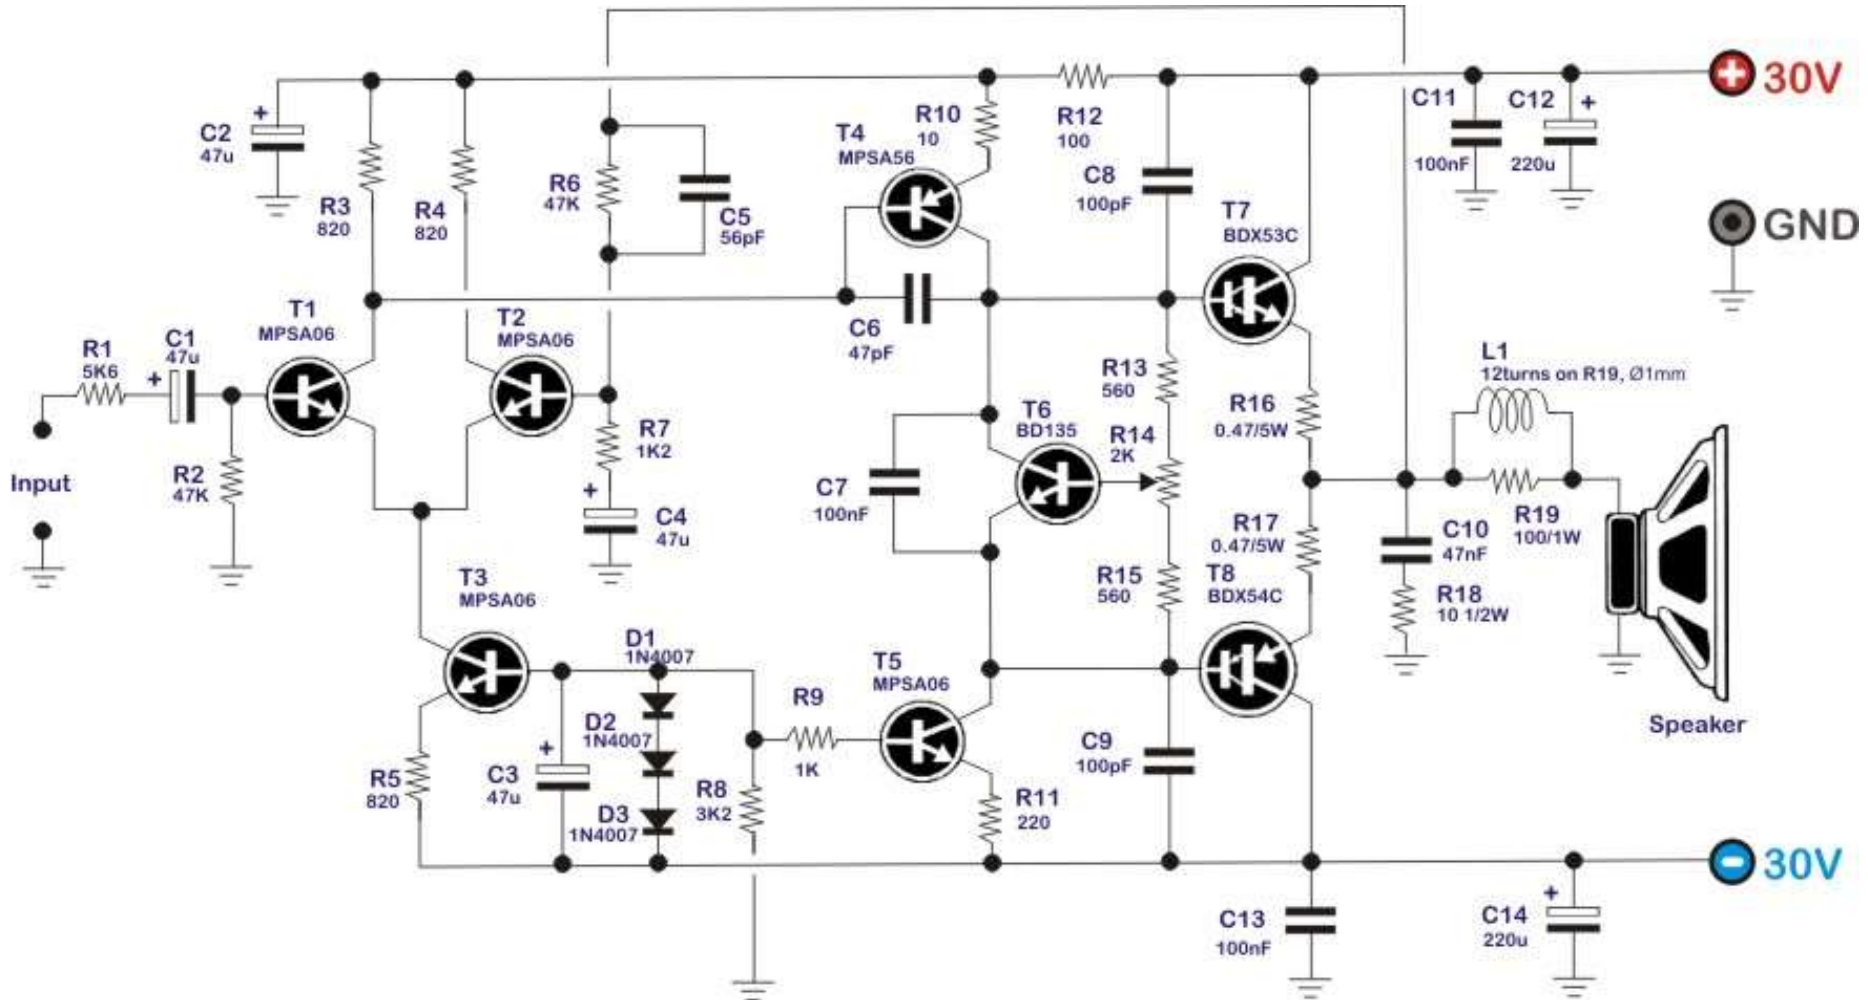 30V
C11
C12
100nF
220u
C2
47u
+
+
R10
10
R12
100
T4
MPSA56
R6
47K
C5
56pF
C8
100pF
R3
820
R4
820
T7
BDX53C
GND
T1
MPSA06
T2
MPSA06
C6
47pF
R1
5K6
C1
47u
+
L1
12turns on R19, Ø1mm
R13
560
R16
0.47/5W
Input
R2
47K
R7
1K2
+
C4
47u
T6
BD135
R14
2K
C7
100nF
R17
0.47/5W
R19
100/1W
C10
47nF
T3
MPSA06
R15
560
T8
BDX54C
R18
10 1/2W
D1
1N4007
T5
MPSA06
R9
1K
Speaker
D2
1N4007
R5
820
+
C3
47u
R8
3K2
D3
1N4007
C9
100pF
R11
220
30V
C13
100nF
+
C14
220u